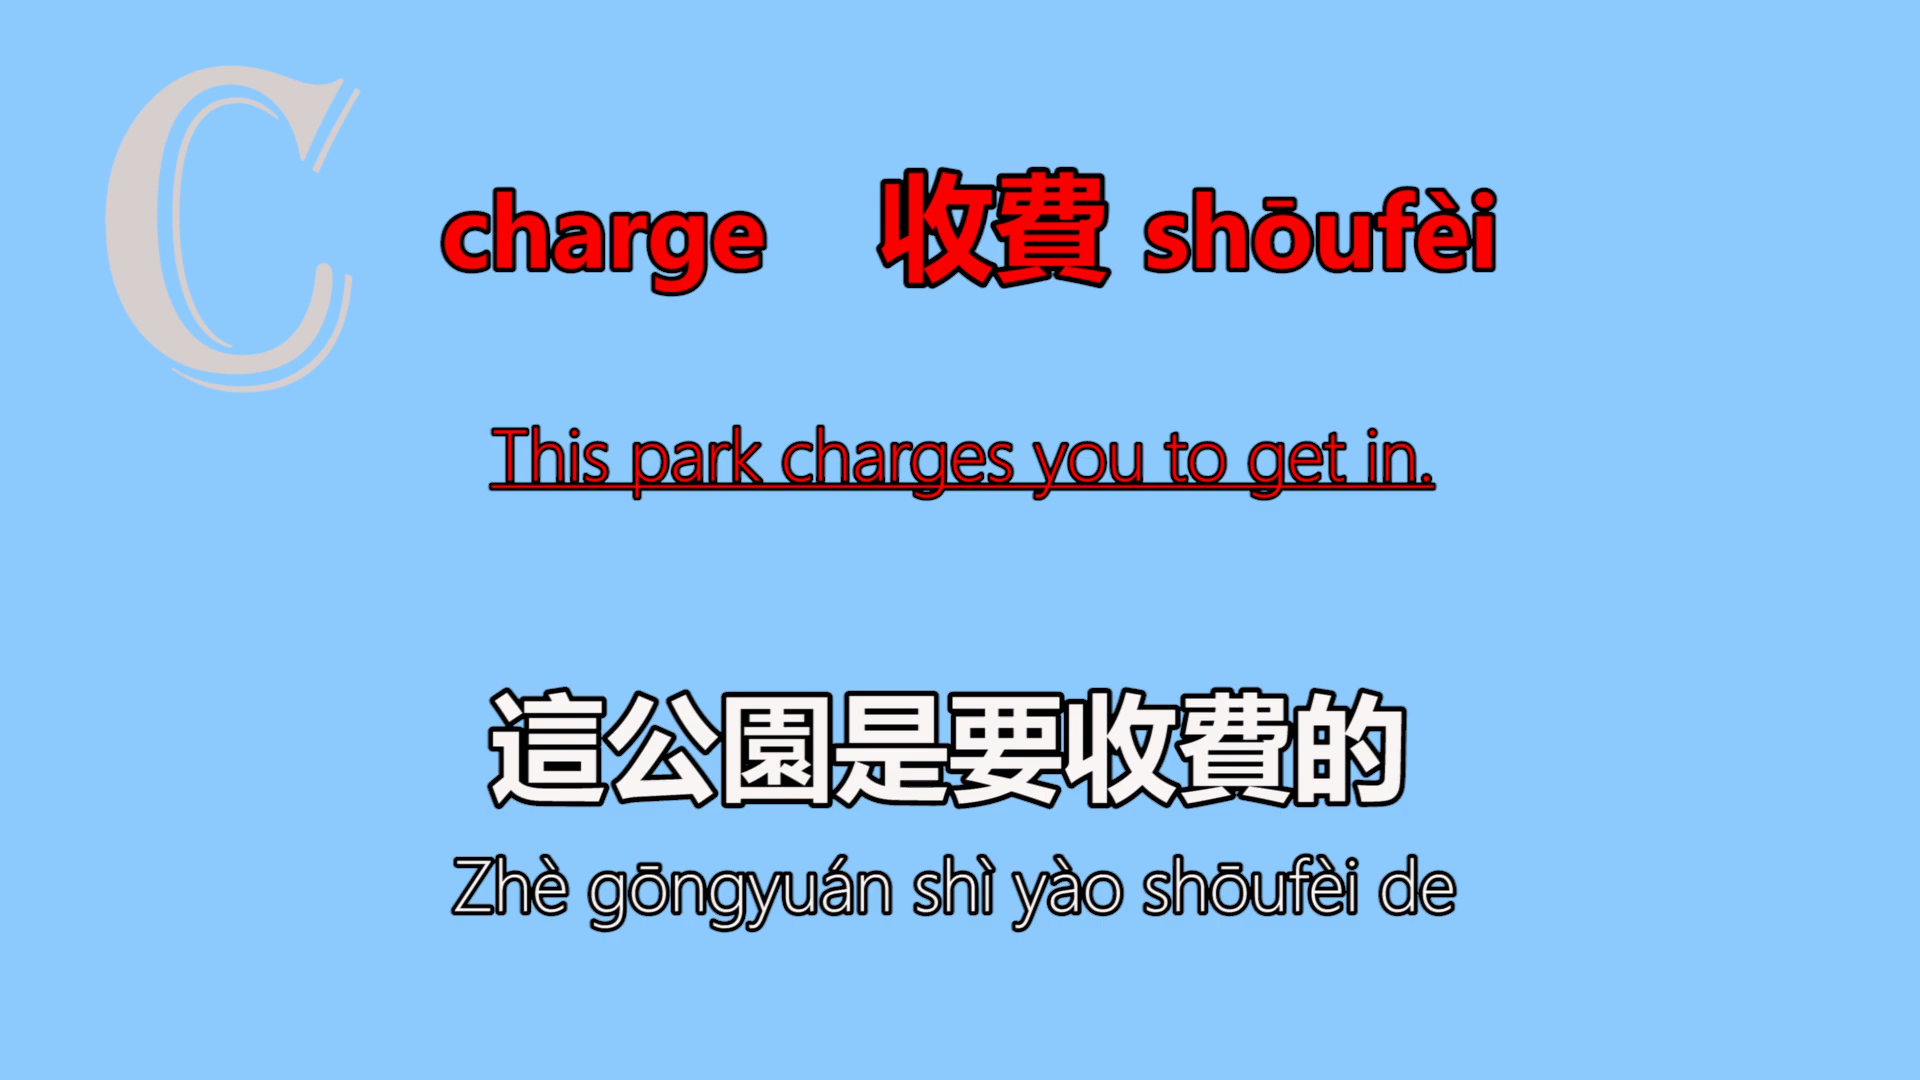 C
charge 收費 shōufèi
This park charges you to get in.
這公園是要收費的
Zhè gōngyuán shì yào shōufèi de